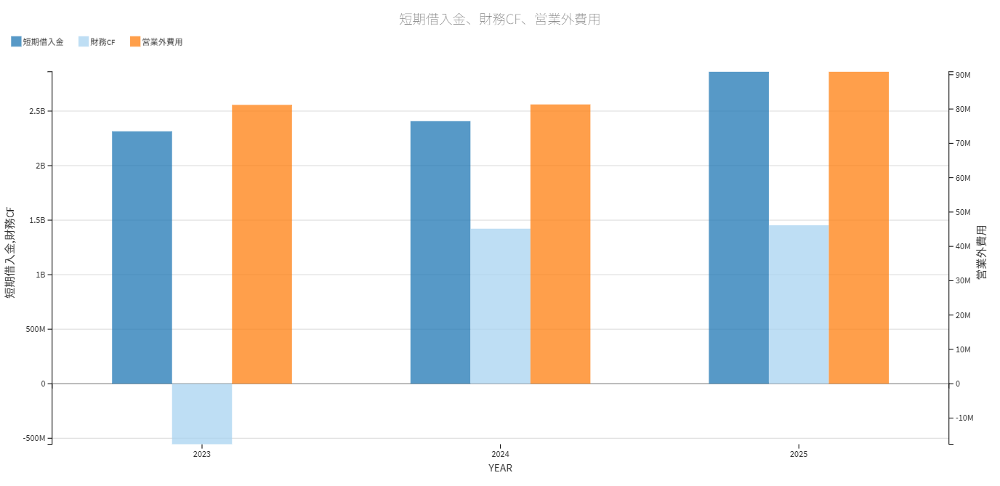 短期借入金、財務CF、営業外費用
短期借入金 財務CF 営業外費用
短期借入金,財務CF
2.5B
2B
1.5B
1B
500M
0
-500M
90M
80M
70M
60M
50M
40M
30M
20M
10M
0
-10M
営業外費用
2023 2024 2025
YEAR